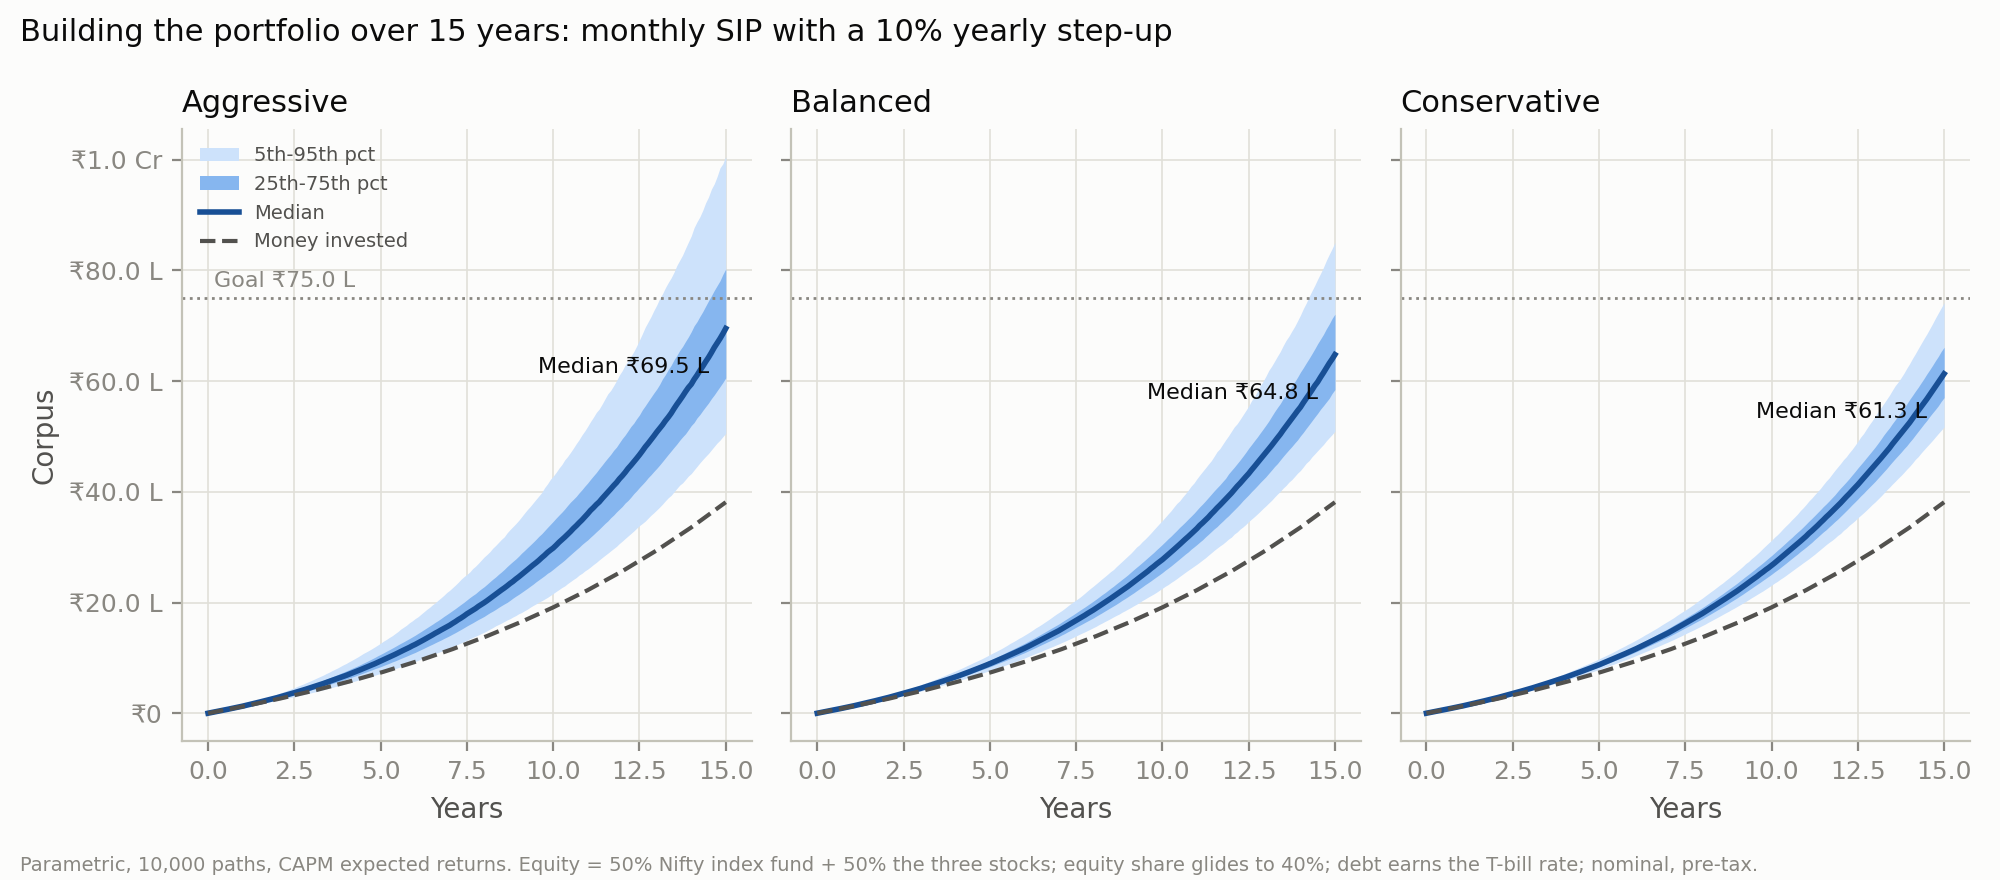 Building the portfolio over 15 years: monthly SIP with a 10% yearly step-up
Aggressive
₹1.0 Cr
₹80.0 L
₹60.0 L
₹40.0 L
₹20.0 L
₹0
Corpus
5th-95th pct
25th-75th pct
Median
Money invested
Goal ₹75.0 L
Median ₹69.5 L
0.0 2.5 5.0 7.5 10.0 12.5 15.0
Years
Balanced
Median ₹64.8 L
0.0 2.5 5.0 7.5 10.0 12.5 15.0
Years
Conservative
Median ₹61.3 L
0.0 2.5 5.0 7.5 10.0 12.5 15.0
Years
Parametric, 10,000 paths, CAPM expected returns. Equity = 50% Nifty index fund + 50% the three stocks; equity share glides to 40%; debt earns the T-bill rate; nominal, pre-tax.